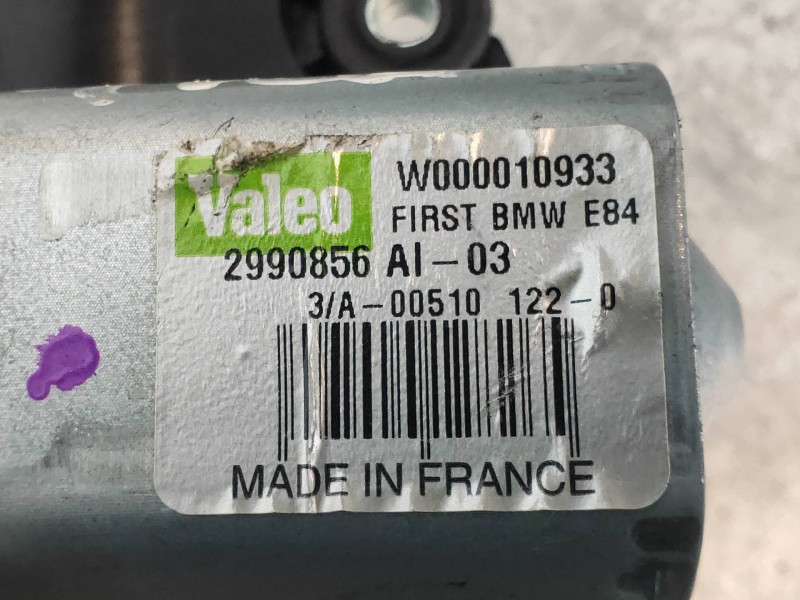 Valeo
W000010933
FIRST BMW E84
2990856 AI-03
3/A-00510 122-0
MADE IN FRANCE